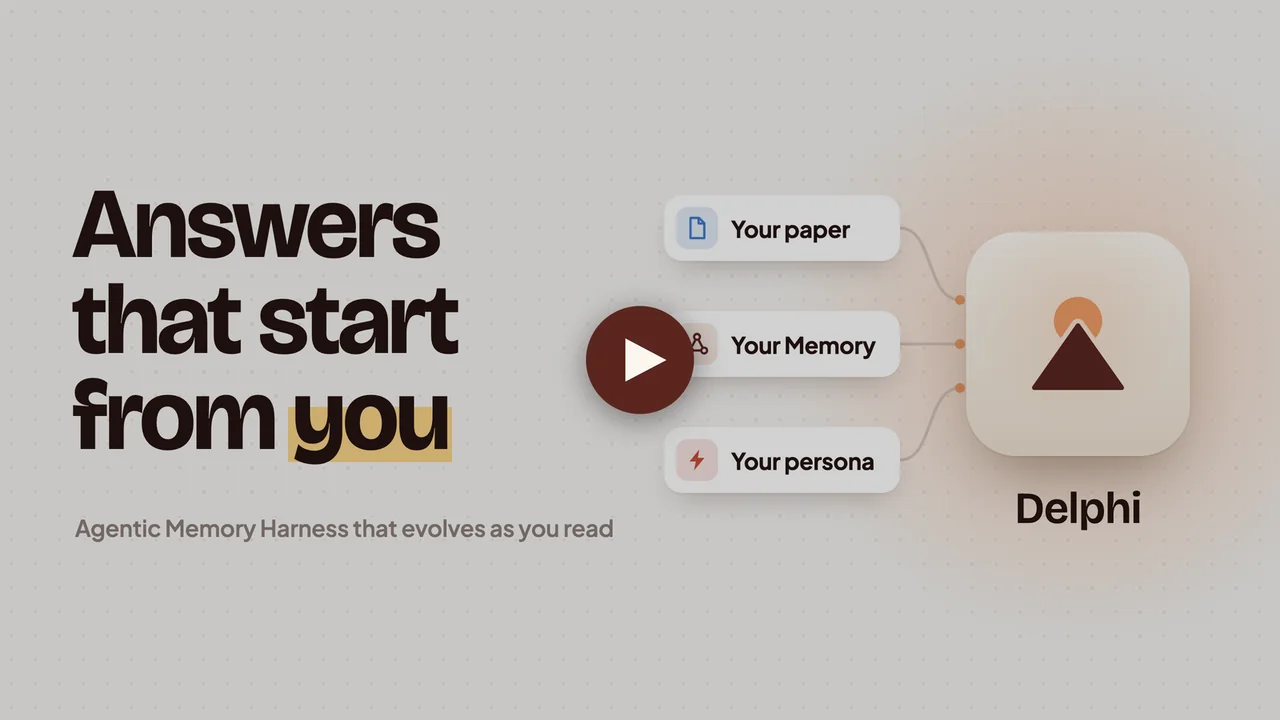 Answers
that start
from you
Agentic Memory Harness that evolves as you read
Your paper
Your Memory
Your persona
Delphi